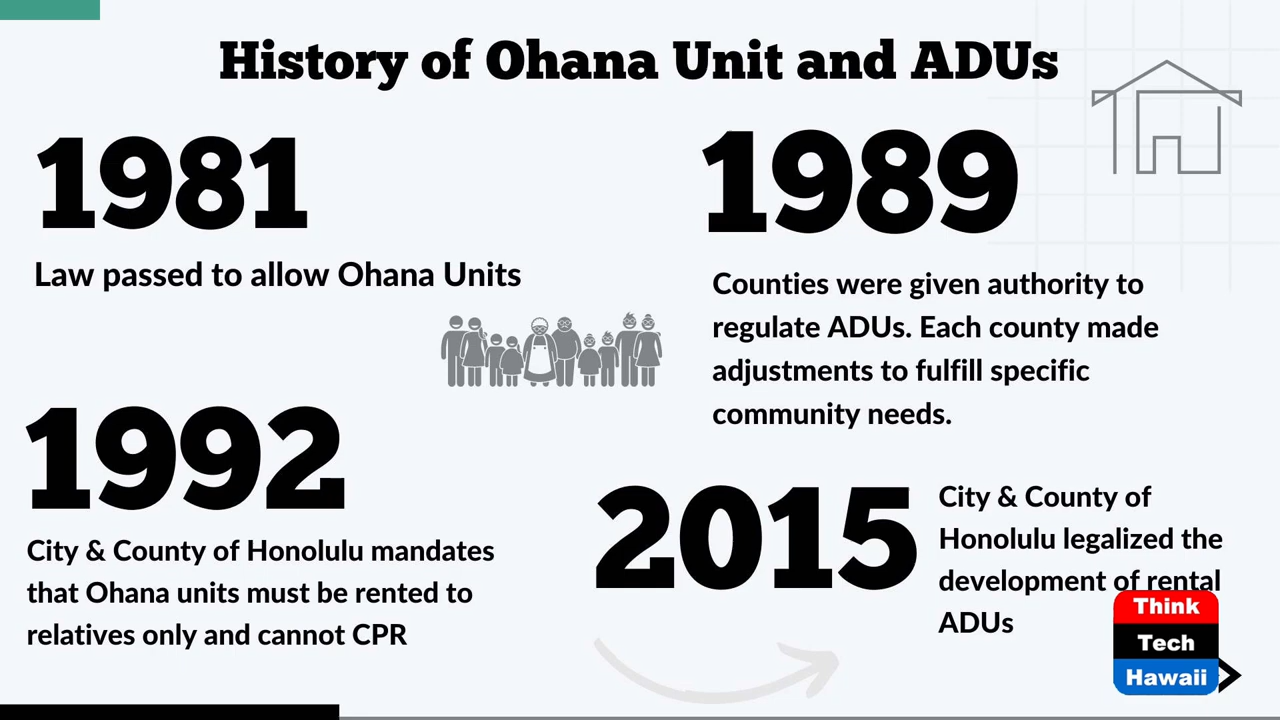 History of Ohana Unit and ADUs
1981
Law passed to allow Ohana Units
1989
Counties were given authority to
regulate ADUs. Each county made
adjustments to fulfill specific
community needs.
1992
City & County of Honolulu mandates
that Ohana units must be rented to
relatives only and cannot CPR
2015
City & County of
Honolulu legalized the
development of rental
ADUs
Think
Tech
Hawaii